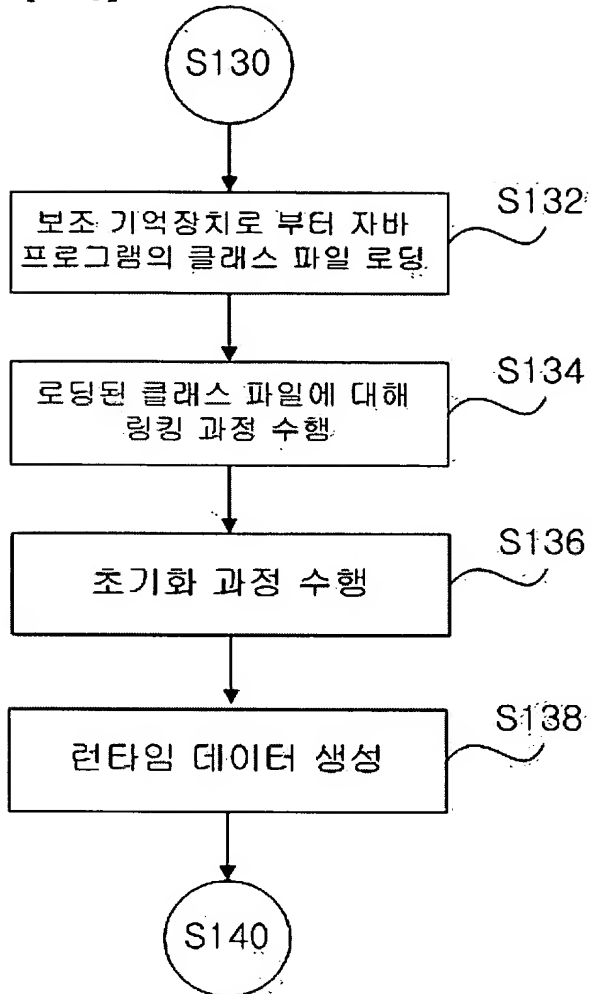 S130
보조 기억장치로 부터 자바
프로그램의 클래스 파일 로딩
S132
로딩된 클래스 파일에 대해
링킹 과정 수행
S134
초기화 과정 수행
S136
런타임 데이터 생성
S138
S140